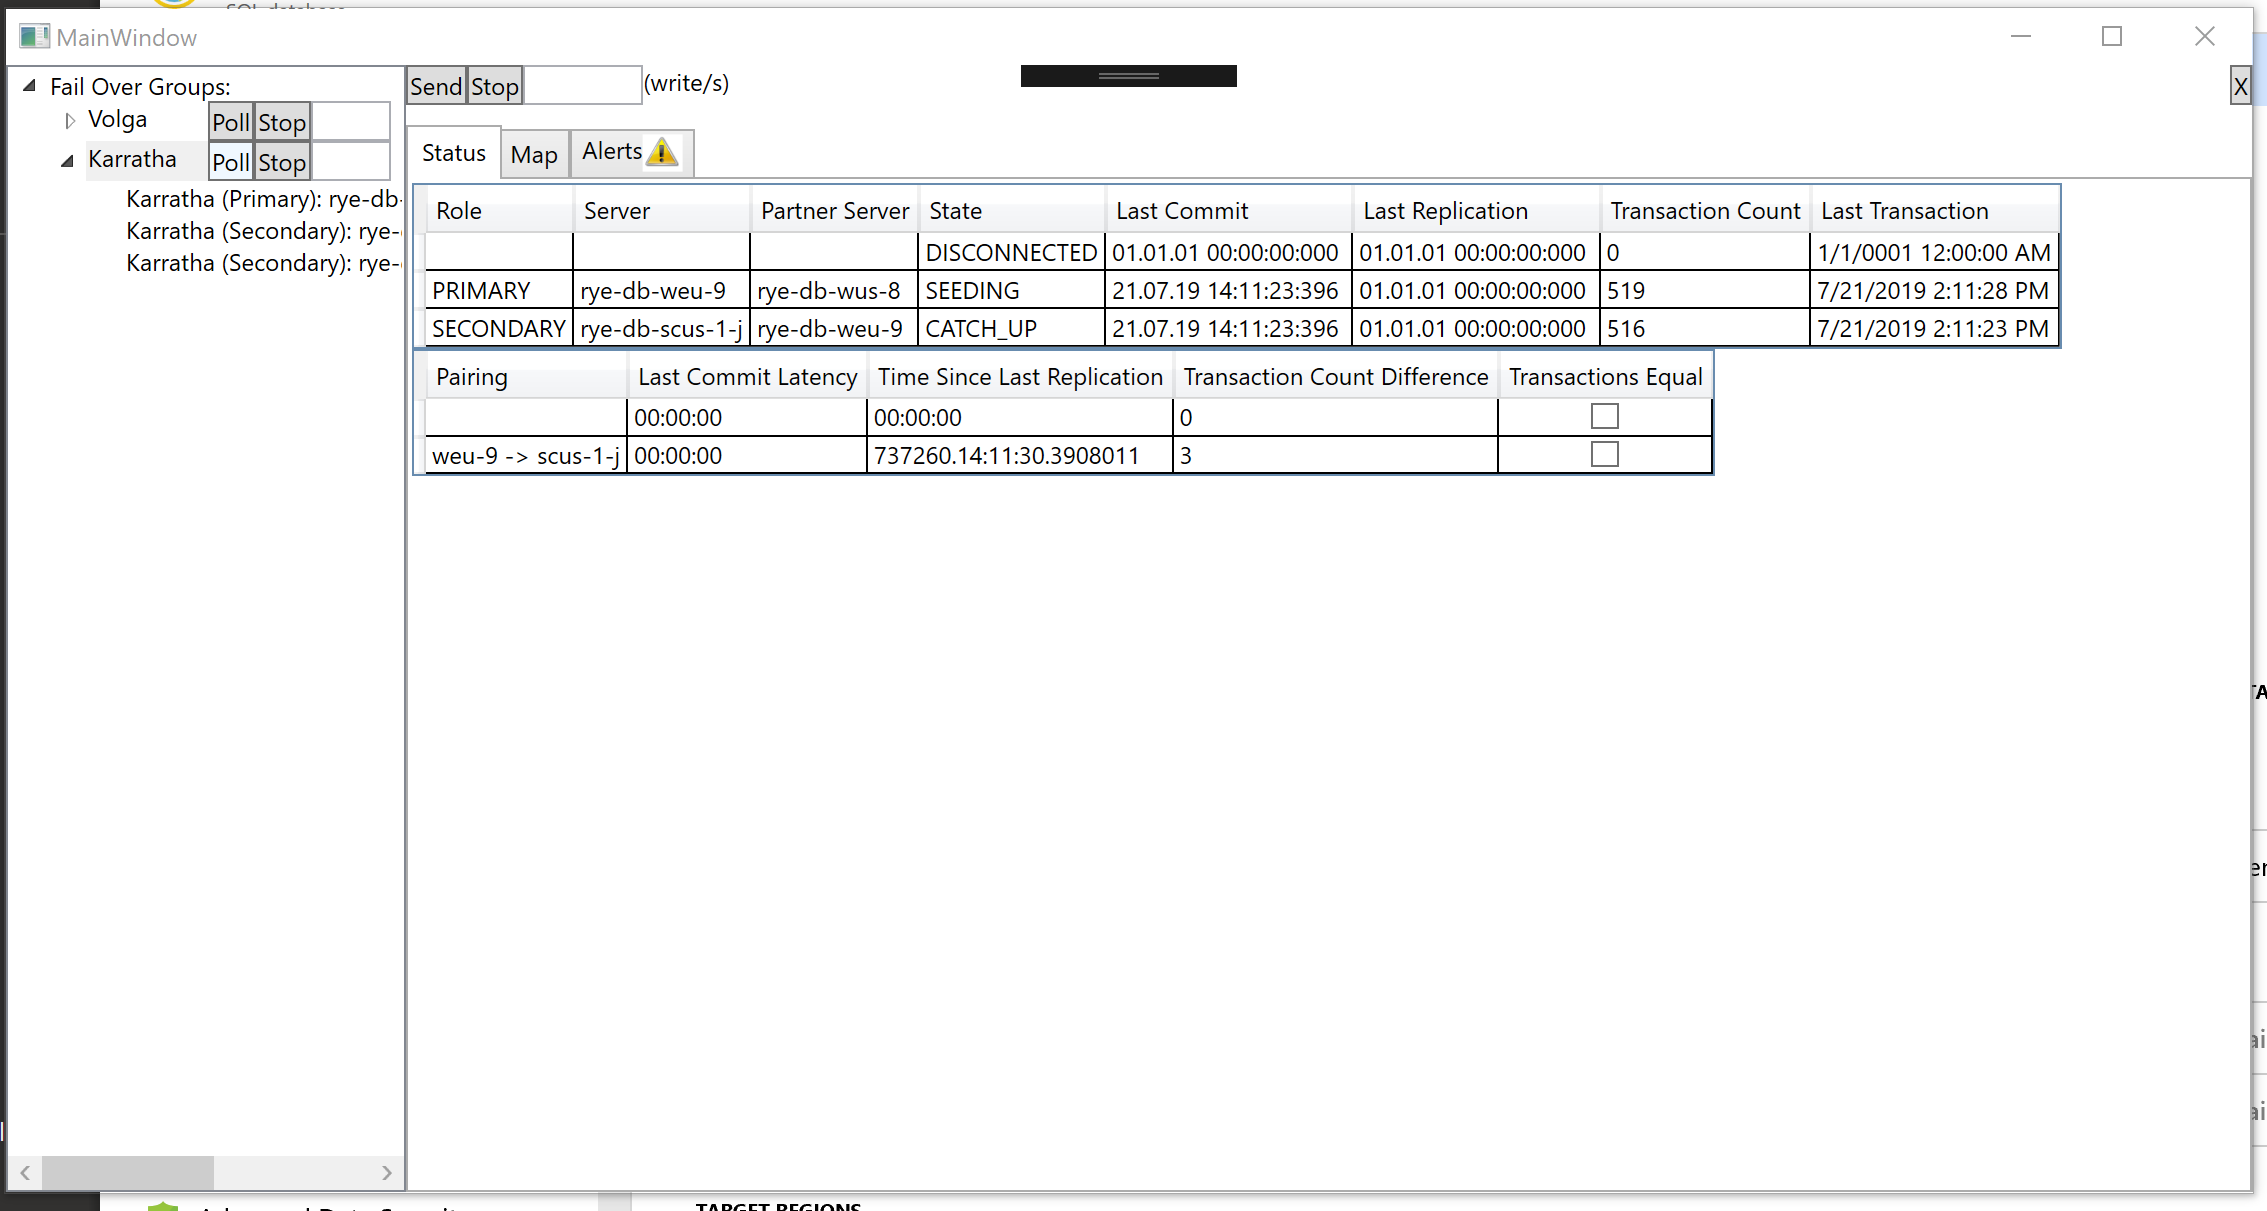 MainWindow
Fail Over Groups:
Volga Poll Stop
Karratha Poll Stop
Karratha (Primary): rye-db-
Karratha (Secondary): rye-
Karratha (Secondary): rye-
Send Stop (write/s)
X
Status Map Alerts
Role Server Partner Server State Last Commit Last Replication Transaction Count Last Transaction
DISCONNECTED 01.01.01 00:00:00:000 01.01.01 00:00:00:000 0 1/1/0001 12:00:00 AM
PRIMARY rye-db-weu-9 rye-db-wus-8 SEEDING 21.07.19 14:11:23:396 01.01.01 00:00:00:000 519 7/21/2019 2:11:28 PM
SECONDARY rye-db-scus-1-j rye-db-weu-9 CATCH_UP 21.07.19 14:11:23:396 01.01.01 00:00:00:000 516 7/21/2019 2:11:23 PM
Pairing Last Commit Latency Time Since Last Replication Transaction Count Difference Transactions Equal
00:00:00 00:00:00 0
weu-9 -> scus-1-j 00:00:00 737260.14:11:30.3908011 3
TARGET REGIONS